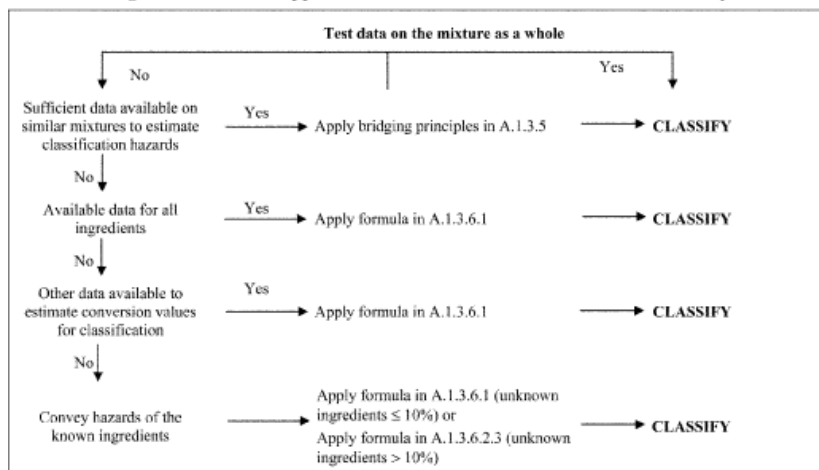 Test data on the mixture as a whole
No
Yes
Sufficient data available on
similar mixtures to estimate
classification hazards
Yes
Apply bridging principles in A.1.3.5
CLASSIFY
No
Available data for all
ingredients
Yes
Apply formula in A.1.3.6.1
CLASSIFY
No
Other data available to
estimate conversion values
for classification
Yes
Apply formula in A.1.3.6.1
CLASSIFY
No
Convey hazards of the
known ingredients
Apply formula in A.1.3.6.1 (unknown
ingredients ≤ 10%) or
Apply formula in A.1.3.6.2.3 (unknown
ingredients > 10%)
CLASSIFY